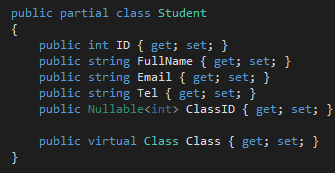 public partial class Student
{
public int ID { get; set; }
public string FullName { get; set; }
public string Email { get; set; }
public string Tel { get; set; }
public Nullable<int> ClassID { get; set; }
public virtual Class Class { get; set; }
}